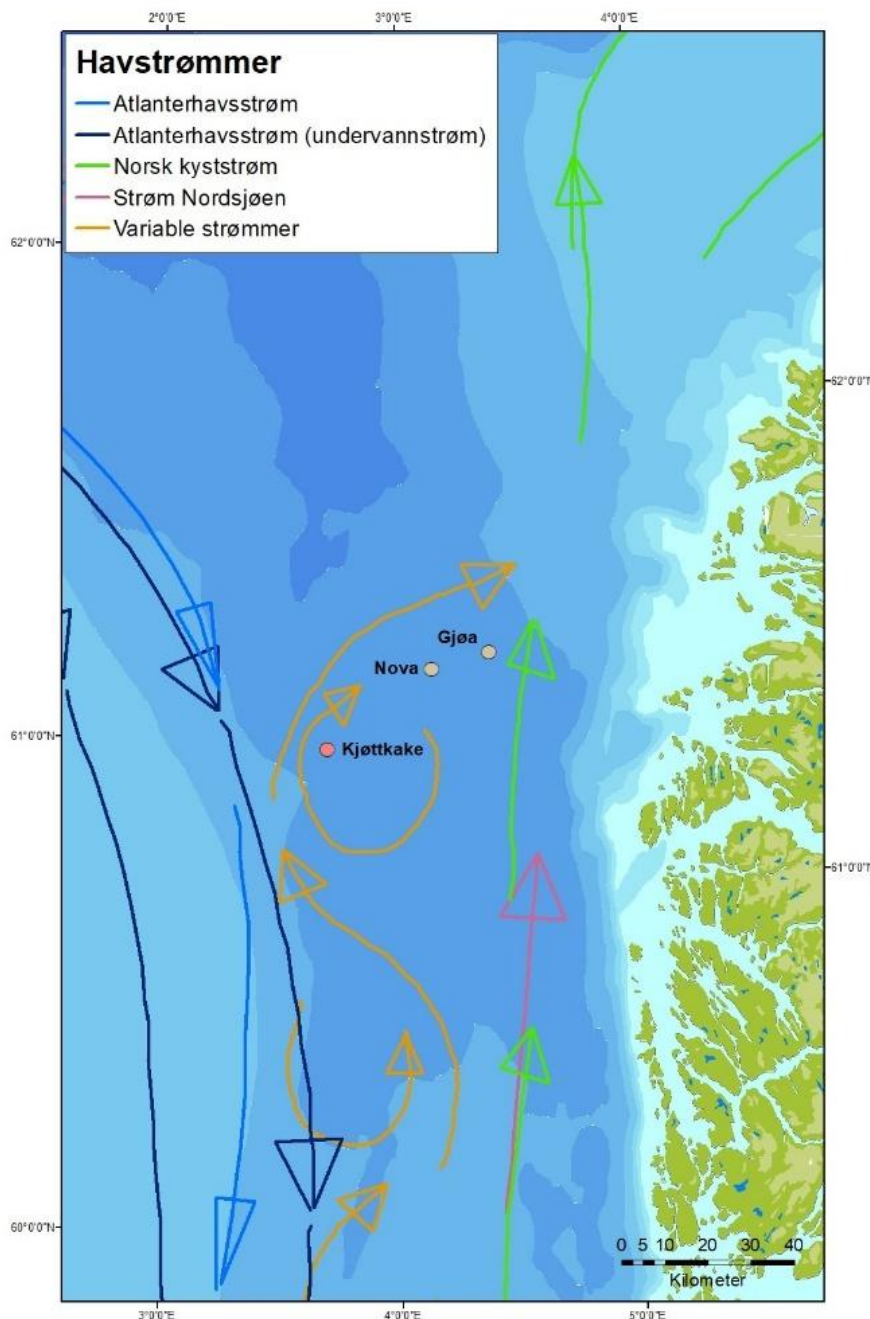 2°0'0"E
3°0'0"E
4°0'0"E
Havstrømmer
Atlanterhavsstrøm
Atlanterhavsstrøm (undervannstrøm)
Norsk kyststrøm
Strøm Nordsjøen
Variable strømmer
62°0'0"N
62°0'0"N
Gjøa
Nova
61°0'0"N
Kjøttkake
61°0'0"N
60°0'0"N
0 5 10 20 30 40
Kilometer
3°0'0"E
4°0'0"E
5°0'0"E